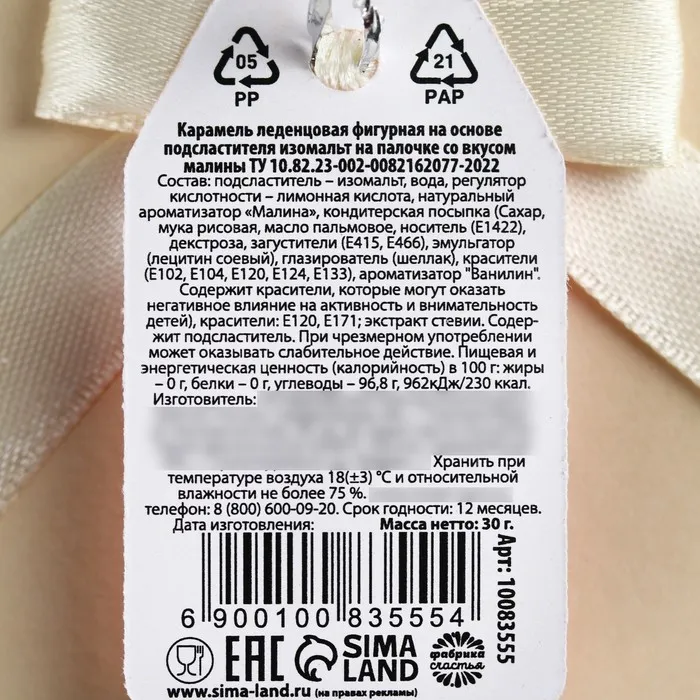 05
PP
21
PAP
Карамель леденцовая фигурная на основе
подсластителя изомальт на палочке со вкусом
малины ТУ 10.82.23-002-0082162077-2022
Состав: подсластитель – изомальт, вода, регулятор
кислотности – лимонная кислота, натуральный
ароматизатор «Малина», кондитерская посыпка (Сахар,
мука рисовая, масло пальмовое, носитель (Е1422),
декстроза, загустители (Е415, Е466), эмульгатор
(лецитин соевый), глазирователь (шеллак), красители
(Е102, Е104, Е120, Е124, Е133), ароматизатор "Ванилин".
Содержит красители, которые могут оказать
негативное влияние на активность и внимательность
детей), красители: Е120, Е171; экстракт стевии. Содер-
жит подсластитель. При чрезмерном употреблении
может оказывать слабительное действие. Пищевая и
энергетическая ценность (калорийность) в 100 г: жиры
– 0 г, белки – 0 г, углеводы – 96,8 г, 962кДж/230 ккал.
Изготовитель:
Хранить при
температуре воздуха 18(±3) °С и относительной
влажности не более 75 %.
телефон: 8 (800) 600-09-20. Срок годности: 12 месяцев.
Дата изготовления: Масса нетто: 30 г.
Арт: 10083555
6 900100 835554
ЕАС
SIMA
LAND
фабрика
счастья
www.sima-land.ru (на правах рекламы)